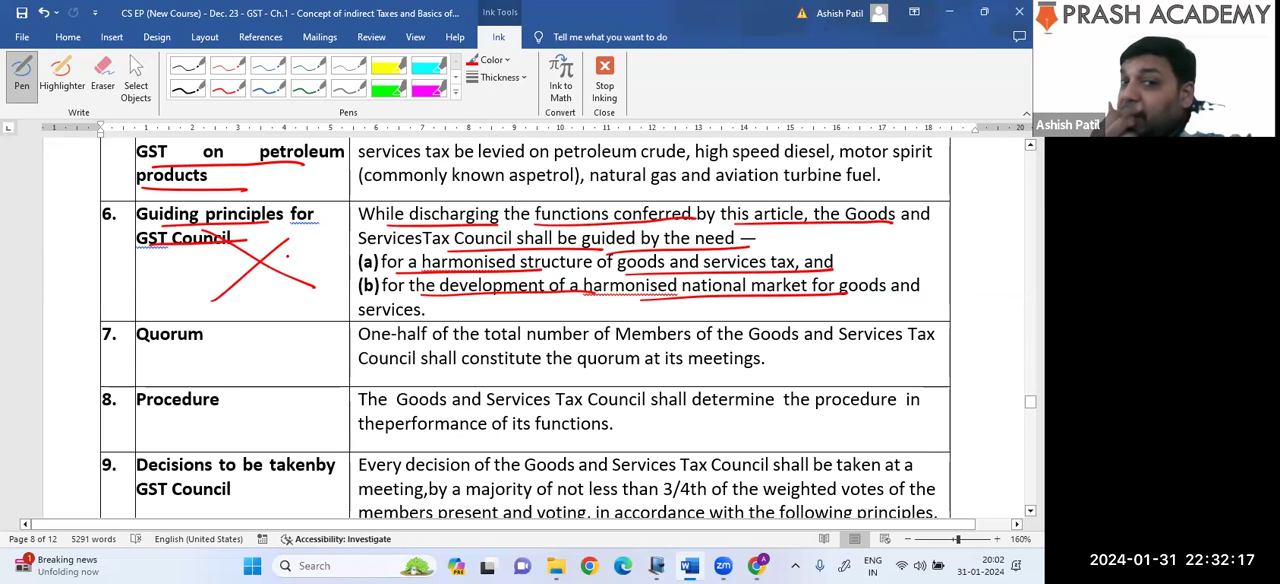 CS EP (New Course) - Dec. 23 - GST - Ch.1 - Concept of indirect Taxes and Basics of...
Ink Tools
Ashish Patil
PRASH ACADEMY
File Home Insert Design Layout References Mailings Review View Help Ink Tell me what you want to do
Pen Highlighter Eraser Select Objects
Color
Thickness
Ink to Math
Stop Inking
Write Pens Convert Close
Ashish Patil
GST on petroleum products
services tax be levied on petroleum crude, high speed diesel, motor spirit
(commonly known aspetrol), natural gas and aviation turbine fuel.
6. Guiding principles for GST Council
While discharging the functions conferred by this article, the Goods and
ServicesTax Council shall be guided by the need —
(a) for a harmonised structure of goods and services tax, and
(b) for the development of a harmonised national market for goods and
services.
7. Quorum
One-half of the total number of Members of the Goods and Services Tax
Council shall constitute the quorum at its meetings.
8. Procedure
The Goods and Services Tax Council shall determine the procedure in
theperformance of its functions.
9. Decisions to be takenby GST Council
Every decision of the Goods and Services Tax Council shall be taken at a
meeting,by a majority of not less than 3/4th of the weighted votes of the
members present and voting, in accordance with the following principles,
Page 8 of 12 5291 words English (United States) Accessibility: Investigate 160%
Breaking news
Unfolding now
Search
ENG
IN
20:02
31-01-2024
2024-01-31 22:32:17